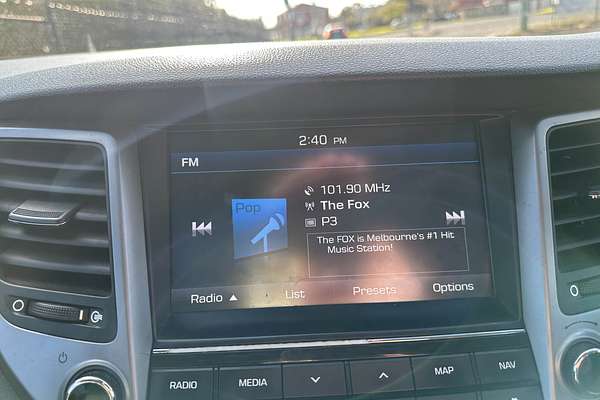 2:40 PM
FM
101.90 MHz
Pop
The Fox
P3
The FOX is Melbourne's #1 Hit
Music Station!
Radio
List
Presets
Options
RADIO
MEDIA
MAP
NAV